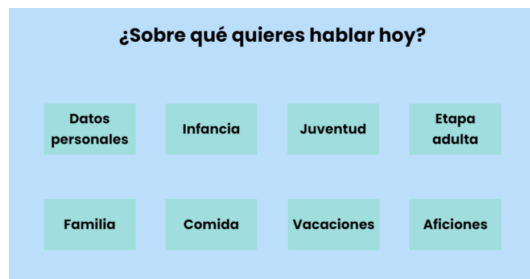 ¿Sobre qué quieres hablar hoy?
Datos
personales
Infancia
Juventud
Etapa
adulta
Familia
Comida
Vacaciones
Aficiones